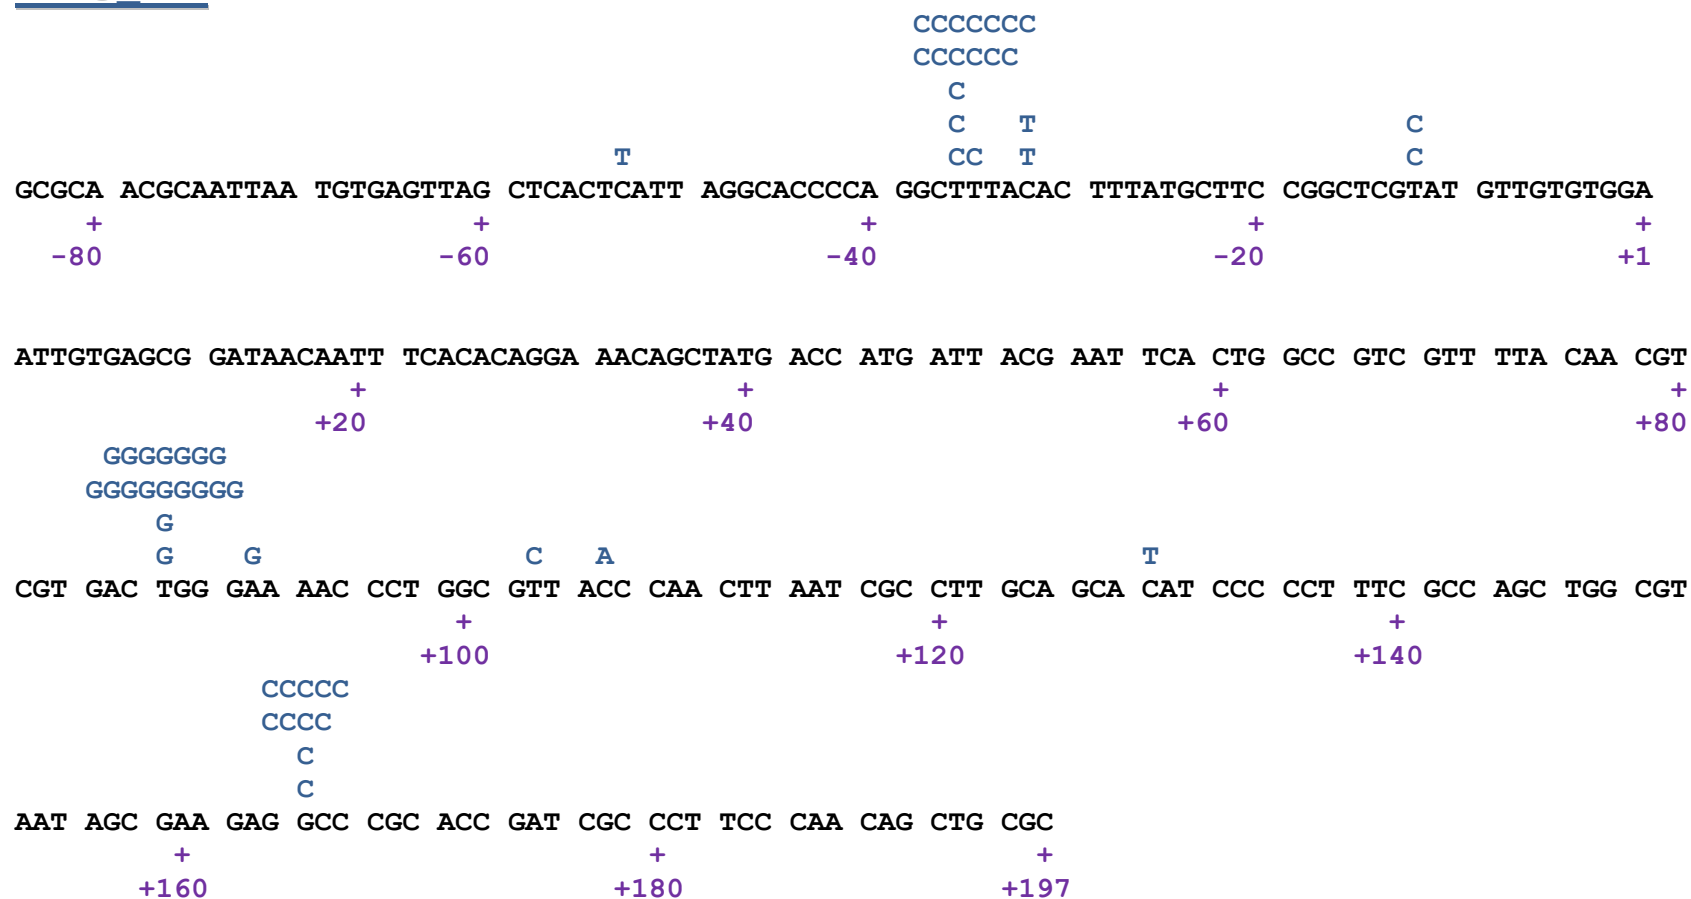 CCCCCCC
CCCCCC
C
C T C
T CC T C
GCGCA ACGCAATTAA TGTGAGTTAG CTCACTCATT AGGCACCCCA GGCTTTACAC TTTATGCTTC CGGCTCGTAT GTTGTGTGGA
+ + + + +
-80 -60 -40 -20 +1
ATTGTGAGCG GATAACAATT TCACACAGGA AACAGCTATG ACC ATG ATT ACG AAT TCA CTG GCC GTC GTT TTA CAA CGT
+ + + +
+20 +40 +60 +80
GGGGGGG
GGGGGGGGG
G
G G C A T
CGT GAC TGG GAA AAC CCT GGC GTT ACC CAA CTT AAT CGC CTT GCA GCA CAT CCC CCT TTC GCC AGC TGG CGT
+ + +
+100 +120 +140
CCCCC
CCCC
C
C
AAT AGC GAA GAG GCC CGC ACC GAT CGC CCT TCC CAA CAG CTG CGC
+ + +
+160 +180 +197